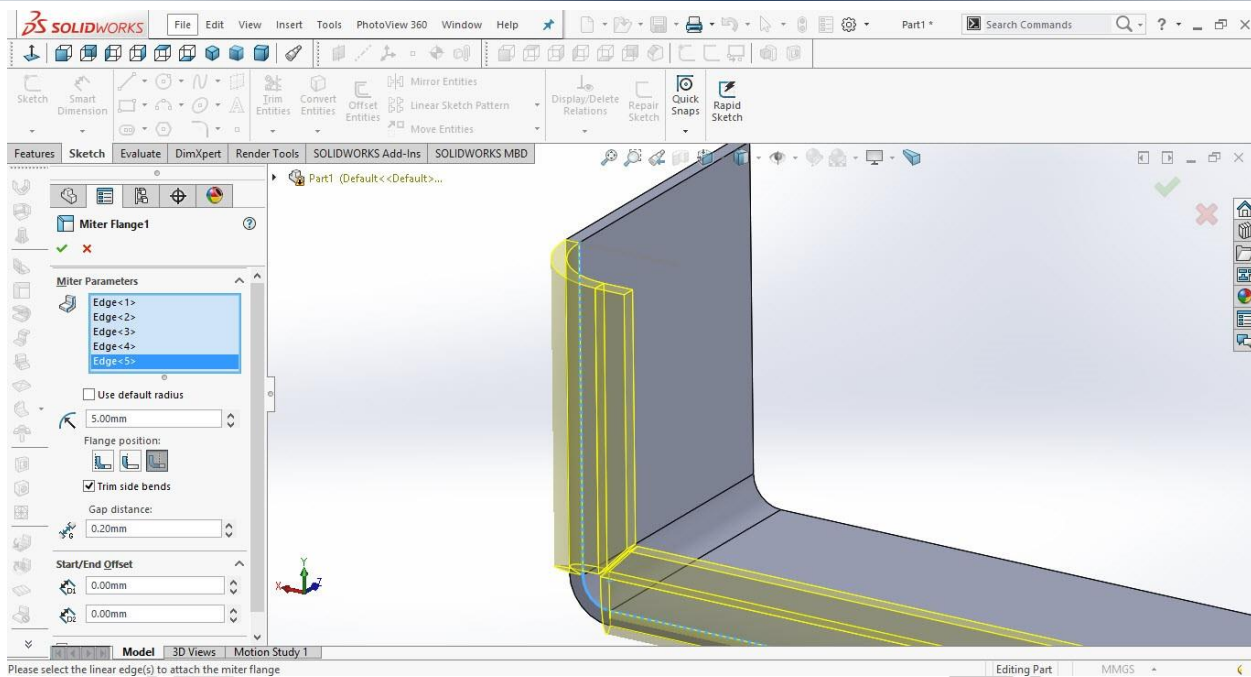 SOLIDWORKS File Edit View Insert Tools PhotoView 360 Window Help Part1 * Search Commands ?
Sketch Smart Dimension Trim Entities Convert Entities Offset Entities Mirror Entities Linear Sketch Pattern Move Entities Display/Delete Relations Repair Sketch Quick Snaps Rapid Sketch
Features Sketch Evaluate DimXpert Render Tools SOLIDWORKS Add-Ins SOLIDWORKS MBD
Part1 (Default<<Default>...
Miter Flange1
Miter Parameters
Edge<1>
Edge<2>
Edge<3>
Edge<4>
Edge<5>
Use default radius
5.00mm
Flange position:
Trim side bends
Gap distance:
G 0.20mm
Start/End Offset
D1 0.00mm
D2 0.00mm
Y
X Z
Model 3D Views Motion Study 1
Please select the linear edge(s) to attach the miter flange Editing Part MMGS